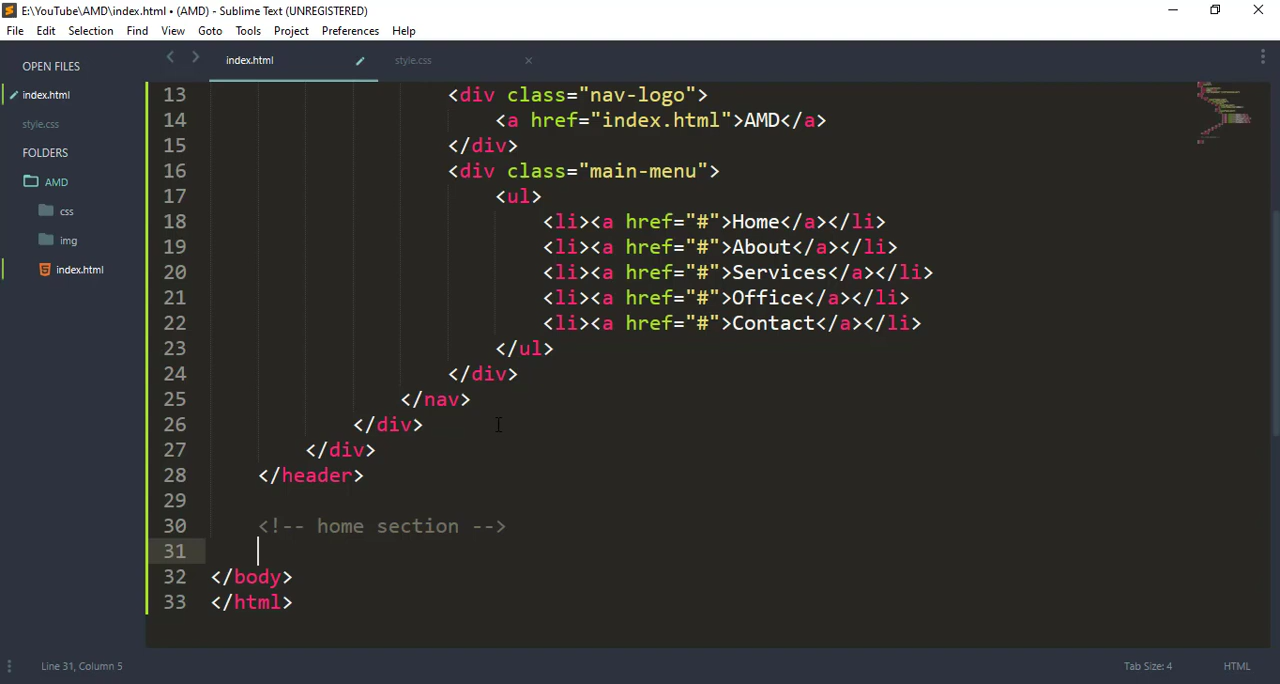 E:\YouTube\AMD\index.html • (AMD) - Sublime Text (UNREGISTERED)
File Edit Selection Find View Goto Tools Project Preferences Help
OPEN FILES
index.html
style.css
FOLDERS
AMD
css
img
index.html
index.html style.css
13 <div class="nav-logo">
14 <a href="index.html">AMD</a>
15 </div>
16 <div class="main-menu">
17 <ul>
18 <li><a href="#">Home</a></li>
19 <li><a href="#">About</a></li>
20 <li><a href="#">Services</a></li>
21 <li><a href="#">Office</a></li>
22 <li><a href="#">Contact</a></li>
23 </ul>
24 </div>
25 </nav>
26 </div>
27 </div>
28 </header>
29
30 <!-- home section -->
31
32 </body>
33 </html>
Line 31, Column 5 Tab Size: 4 HTML